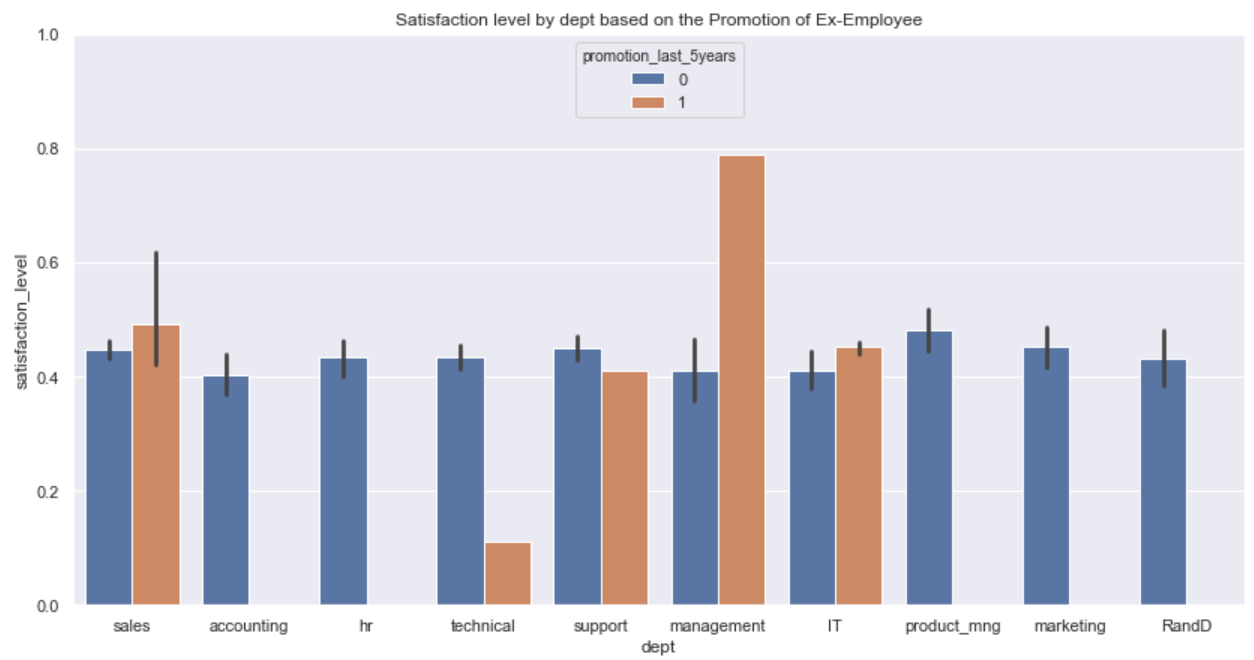 Satisfaction level by dept based on the Promotion of Ex-Employee
promotion_last_5years
0
1
satisfaction_level
1.0
0.8
0.6
0.4
0.2
0.0
sales accounting hr technical support management IT product_mng marketing RandD
dept